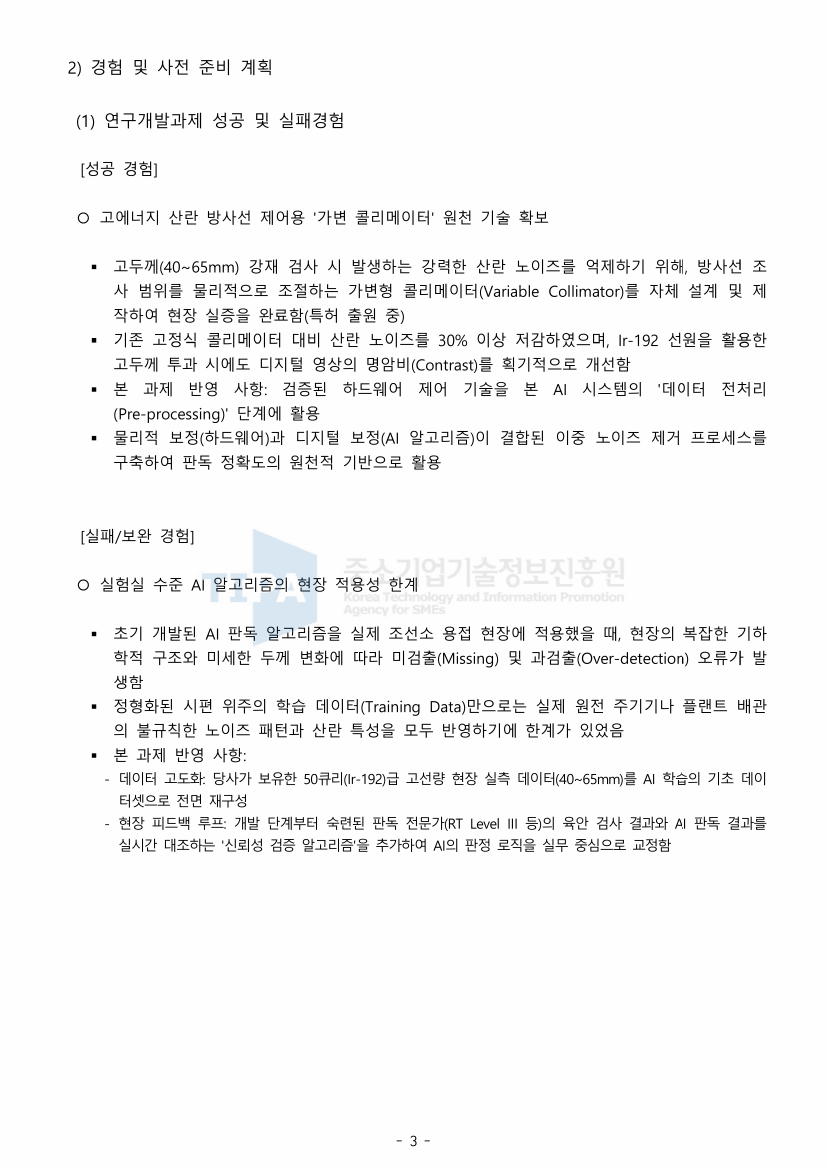 2) 경험 및 사전 준비 계획
(1) 연구개발과제 성공 및 실패경험
[성공 경험]
○ 고에너지 산란 방사선 제어용 '가변 콜리메이터' 원천 기술 확보
▪ 고두께(40~65mm) 강재 검사 시 발생하는 강력한 산란 노이즈를 억제하기 위해, 방사선 조
사 범위를 물리적으로 조절하는 가변형 콜리메이터(Variable Collimator)를 자체 설계 및 제
작하여 현장 실증을 완료함(특허 출원 중)
▪ 기존 고정식 콜리메이터 대비 산란 노이즈를 30% 이상 저감하였으며, Ir-192 선원을 활용한
고두께 투과 시에도 디지털 영상의 명암비(Contrast)를 획기적으로 개선함
▪ 본 과제 반영 사항: 검증된 하드웨어 제어 기술을 본 AI 시스템의 '데이터 전처리
(Pre-processing)' 단계에 활용
▪ 물리적 보정(하드웨어)과 디지털 보정(AI 알고리즘)이 결합된 이중 노이즈 제거 프로세스를
구축하여 판독 정확도의 원천적 기반으로 활용
[실패/보완 경험]
TIPA 중소기업기술정보진흥원
Korea Technology and Information Promotion
Agency for SMEs
○ 실험실 수준 AI 알고리즘의 현장 적용성 한계
▪ 초기 개발된 AI 판독 알고리즘을 실제 조선소 용접 현장에 적용했을 때, 현장의 복잡한 기하
학적 구조와 미세한 두께 변화에 따라 미검출(Missing) 및 과검출(Over-detection) 오류가 발
생함
▪ 정형화된 시편 위주의 학습 데이터(Training Data)만으로는 실제 원전 주기기나 플랜트 배관
의 불규칙한 노이즈 패턴과 산란 특성을 모두 반영하기에 한계가 있었음
▪ 본 과제 반영 사항:
- 데이터 고도화: 당사가 보유한 50큐리(Ir-192)급 고선량 현장 실측 데이터(40~65mm)를 AI 학습의 기초 데이
터셋으로 전면 재구성
- 현장 피드백 루프: 개발 단계부터 숙련된 판독 전문가(RT Level III 등)의 육안 검사 결과와 AI 판독 결과를
실시간 대조하는 '신뢰성 검증 알고리즘'을 추가하여 AI의 판정 로직을 실무 중심으로 교정함
- 3 -